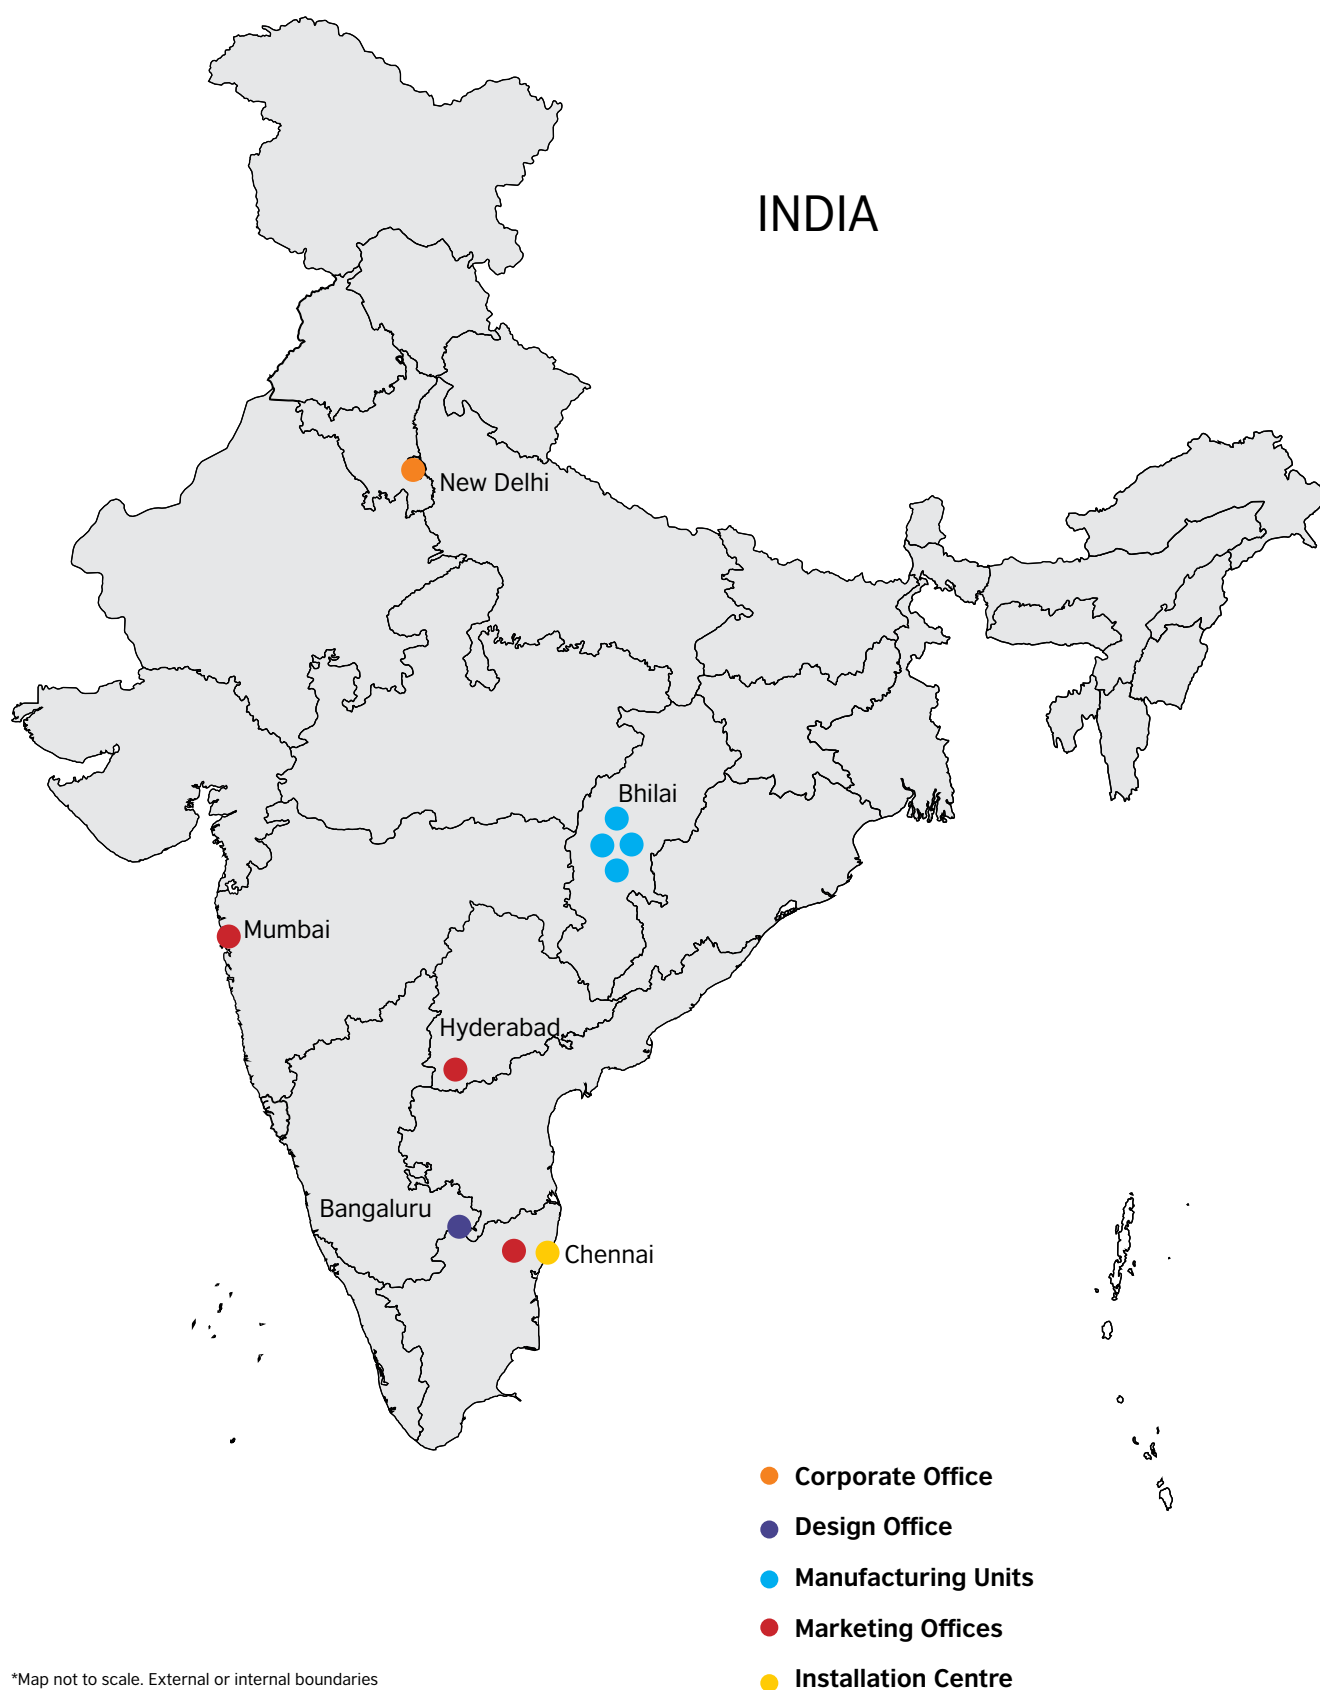 INDIA
New Delhi
Bhilai
Mumbai
Hyderabad
Bangaluru
Chennai
Corporate Office
Design Office
Manufacturing Units
Marketing Offices
Installation Centre
*Map not to scale. External or internal boundaries